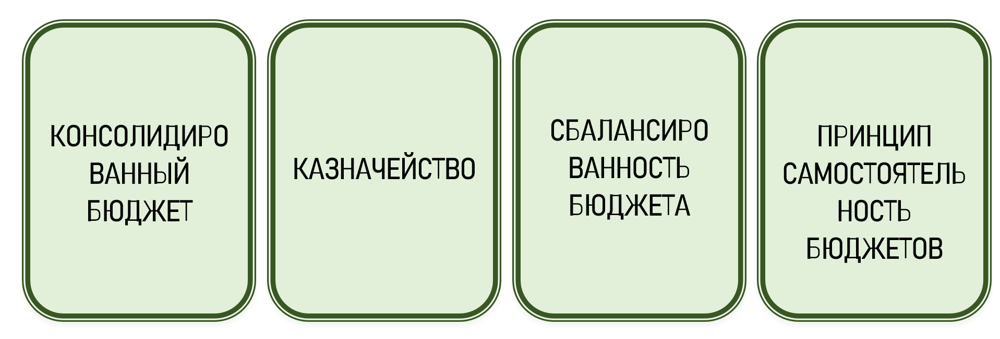 КОНСОЛИДИРО
ВАННЫЙ
БЮДЖЕТ
КАЗНАЧЕЙСТВО
СБАЛАНСИРО
ВАННОСТЬ
БЮДЖЕТА
ПРИНЦИП
САМОСТОЯТЕЛЬ
НОСТЬ
БЮДЖЕТОВ